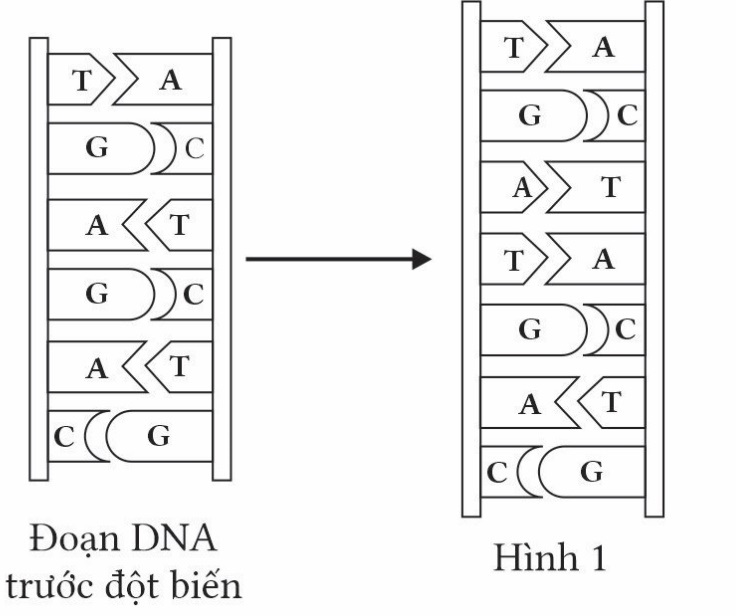 T A
G C
A T
G C
A T
C G
Đoạn DNA
trước đột biến
T A
G C
A T
T A
G C
A T
C G
Hình 1